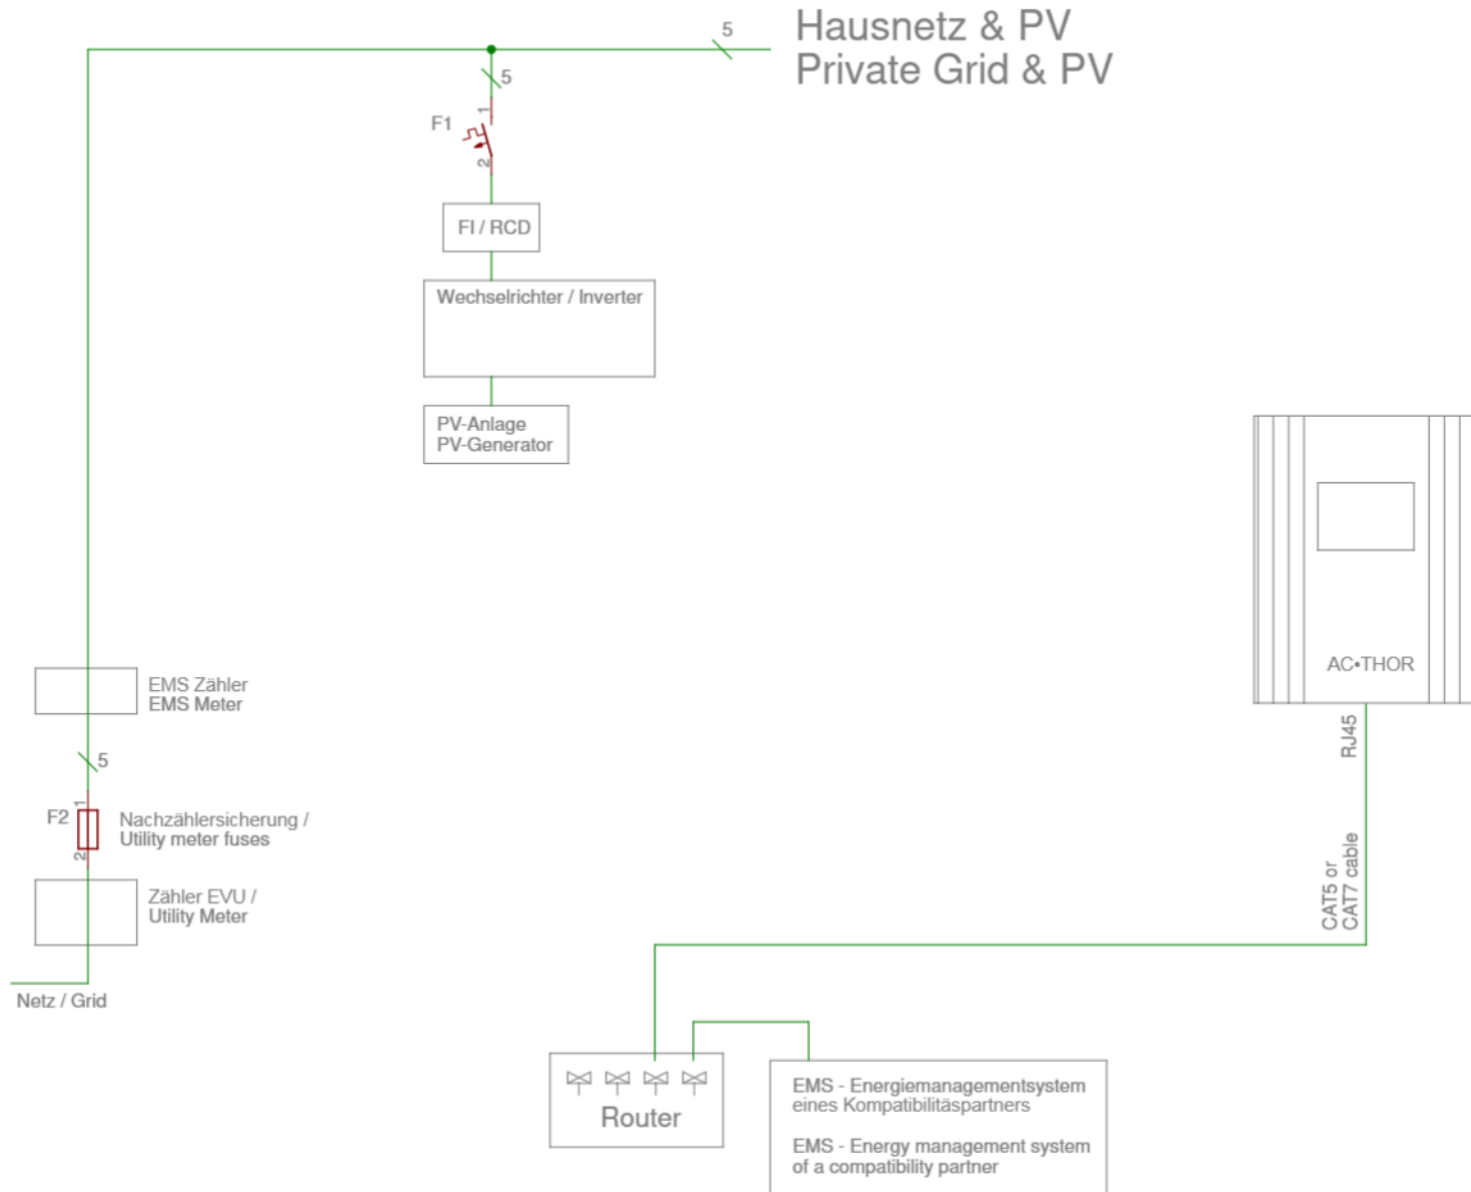 Hausnetz & PV
Private Grid & PV
5
5
F1
1
2
FI / RCD
Wechselrichter / Inverter
PV-Anlage
PV-Generator
AC•THOR
RJ45
CAT5 or
CAT7 cable
EMS Zähler
EMS Meter
5
F2
1
2
Nachzählersicherung /
Utility meter fuses
Zähler EVU /
Utility Meter
Netz / Grid
Router
EMS - Energiemanagementsystem
eines Kompatibilitäspartners
EMS - Energy management system
of a compatibility partner